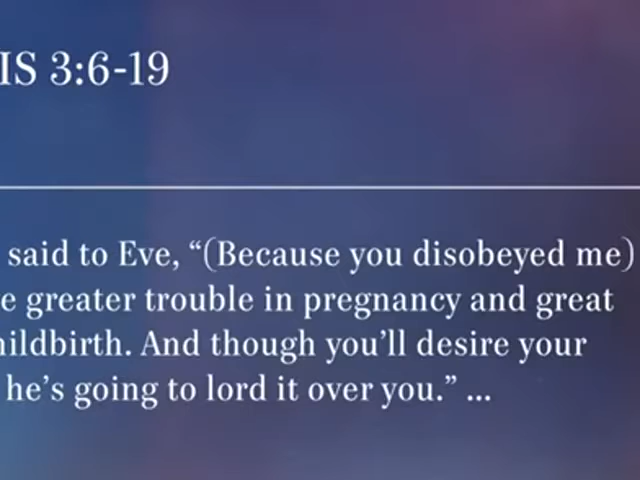 IS 3:6-19
said to Eve, “(Because you disobeyed me)
e greater trouble in pregnancy and great
hildbirth. And though you’ll desire your
he’s going to lord it over you.” ...